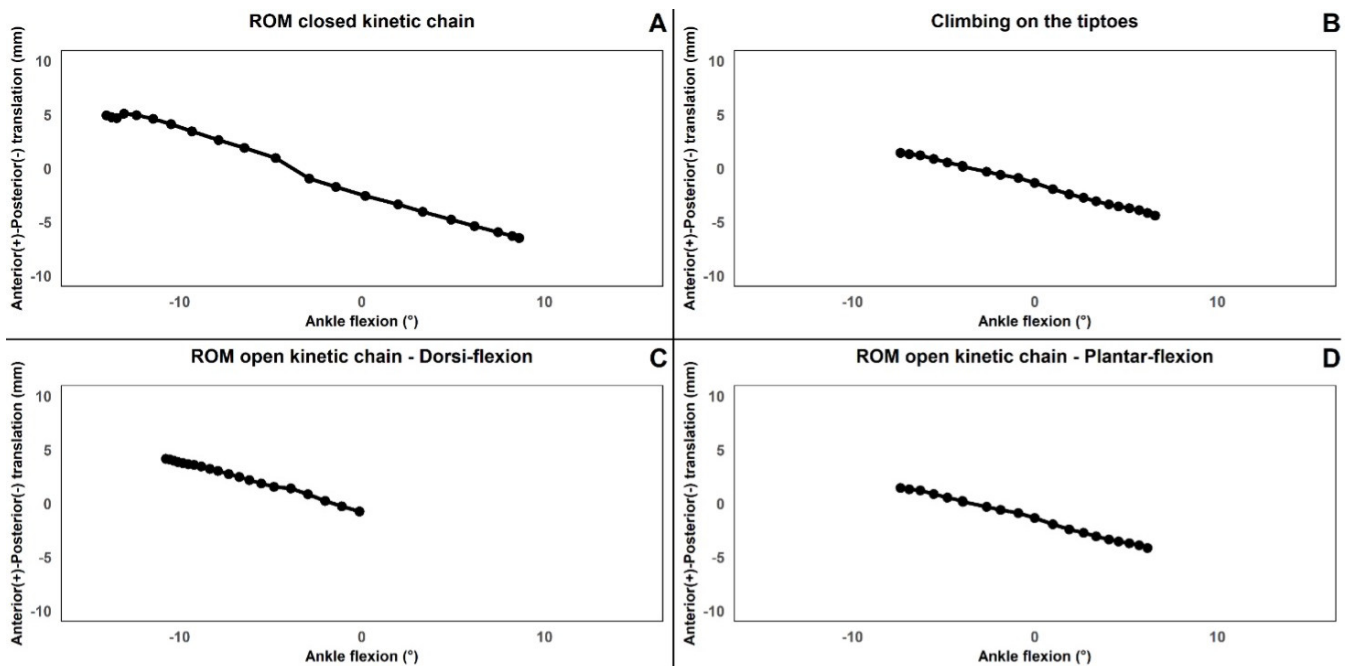 ROM closed kinetic chain
A
Anterior(+)-Posterior(-) translation (mm)
10
5
0
-5
-10
-10
0
10
Ankle flexion (°)
Climbing on the tiptoes
B
Anterior(+)-Posterior(-) translation (mm)
10
5
0
-5
-10
-10
0
10
Ankle flexion (°)
ROM open kinetic chain - Dorsi-flexion
C
Anterior(+)-Posterior(-) translation (mm)
10
5
0
-5
-10
-10
0
10
Ankle flexion (°)
ROM open kinetic chain - Plantar-flexion
D
Anterior(+)-Posterior(-) translation (mm)
10
5
0
-5
-10
-10
0
10
Ankle flexion (°)